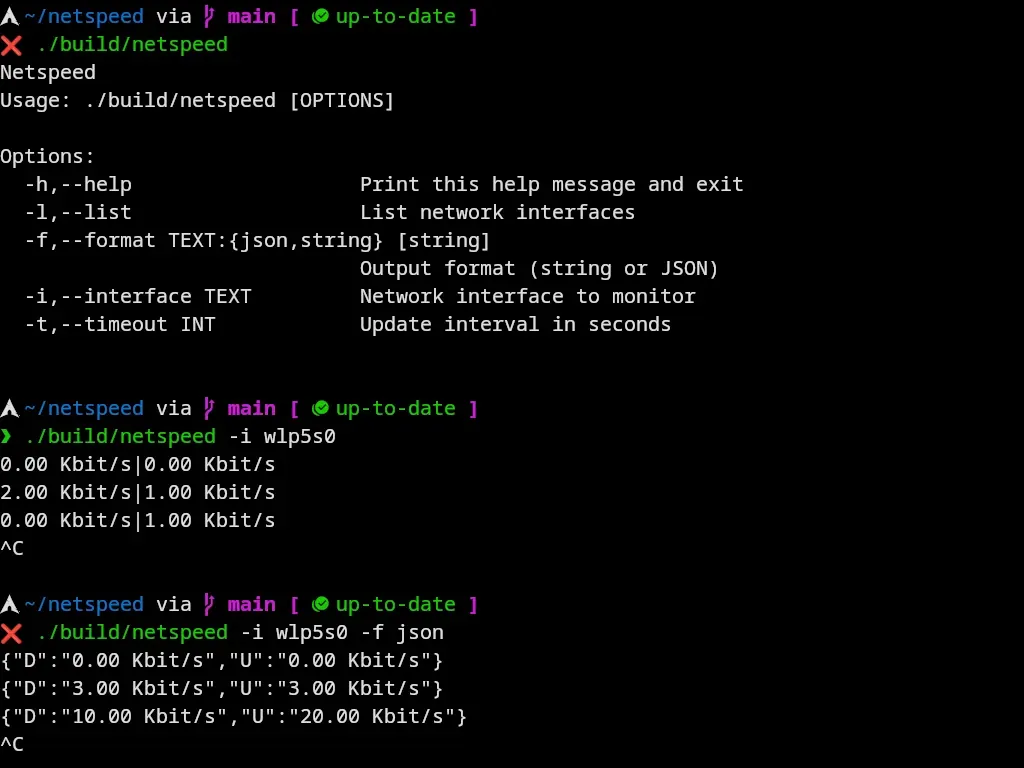 ~/netspeed via main [ up-to-date ]
./build/netspeed
Netspeed
Usage: ./build/netspeed [OPTIONS]
Options:
-h,--help Print this help message and exit
-l,--list List network interfaces
-f,--format TEXT:{json,string} [string]
Output format (string or JSON)
-i,--interface TEXT Network interface to monitor
-t,--timeout INT Update interval in seconds
~/netspeed via main [ up-to-date ]
❯ ./build/netspeed -i wlp5s0
0.00 Kbit/s|0.00 Kbit/s
2.00 Kbit/s|1.00 Kbit/s
0.00 Kbit/s|1.00 Kbit/s
^C
~/netspeed via main [ up-to-date ]
./build/netspeed -i wlp5s0 -f json
{"D":"0.00 Kbit/s","U":"0.00 Kbit/s"}
{"D":"3.00 Kbit/s","U":"3.00 Kbit/s"}
{"D":"10.00 Kbit/s","U":"20.00 Kbit/s"}
^C